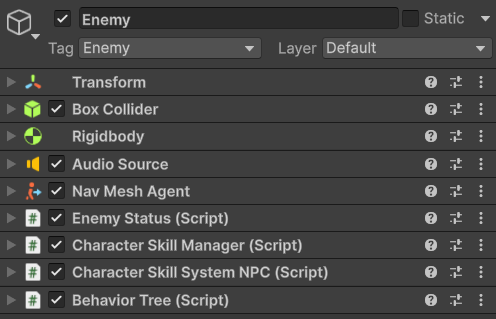 Enemy Static
Tag Enemy Layer Default
Transform
Box Collider
Rigidbody
Audio Source
Nav Mesh Agent
# Enemy Status (Script)
# Character Skill Manager (Script)
# Character Skill System NPC (Script)
# Behavior Tree (Script)